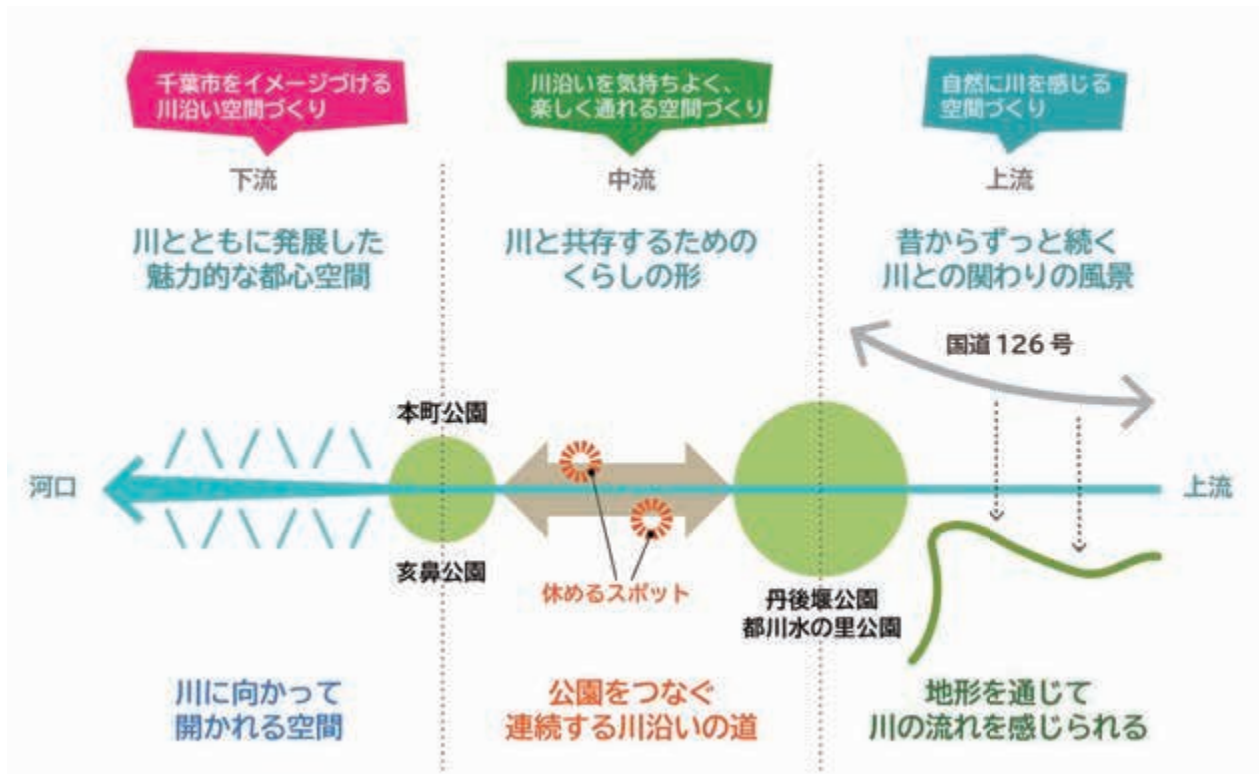 千葉市をイメージづける
川沿い空間づくり
川沿いを気持ちよく、
楽しく通れる空間づくり
自然に川を感じる
空間づくり
下流
中流
上流
川とともに発展した
魅力的な都心空間
川と共存するための
くらしの形
昔からずっと続く
川との関わりの風景
国道126号
本町公園
河口
上流
亥鼻公園
休めるスポット
丹後堰公園
都川水の里公園
川に向かって
開かれる空間
公園をつなぐ
連続する川沿いの道
地形を通じて
川の流れを感じられる